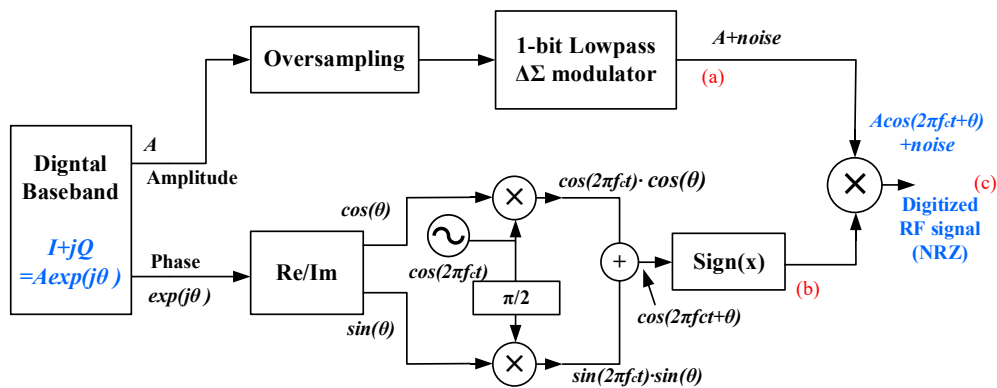 Oversampling
1-bit Lowpass
ΔΣ modulator
A+noise
(a)
Digntal
Baseband
I+jQ
=Aexp(jθ )
A
Amplitude
Phase
exp(jθ )
Re/Im
cos(θ)
sin(θ)
cos(2πfct)
π/2
×
×
cos(2πfct)· cos(θ)
sin(2πfct)·sin(θ)
+
cos(2πfct+θ)
Sign(x)
(b)
Acos(2πfct+θ)
+noise
×
(c)
Digitized
RF signal
(NRZ)